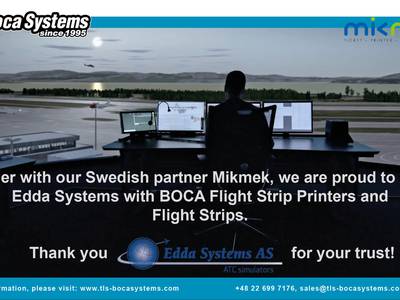 oca Systems
since 1995
mikm
er with our Swedish partner Mikmek, we are proud to
Edda Systems with BOCA Flight Strip Printers and
Flight Strips.
Thank you
Edda Systems AS
ATC simulators
for your trust!
rmation, please visit: www.tls-bocasystems.com
+48 22 699 7176, sales@tls-bocasystems.com